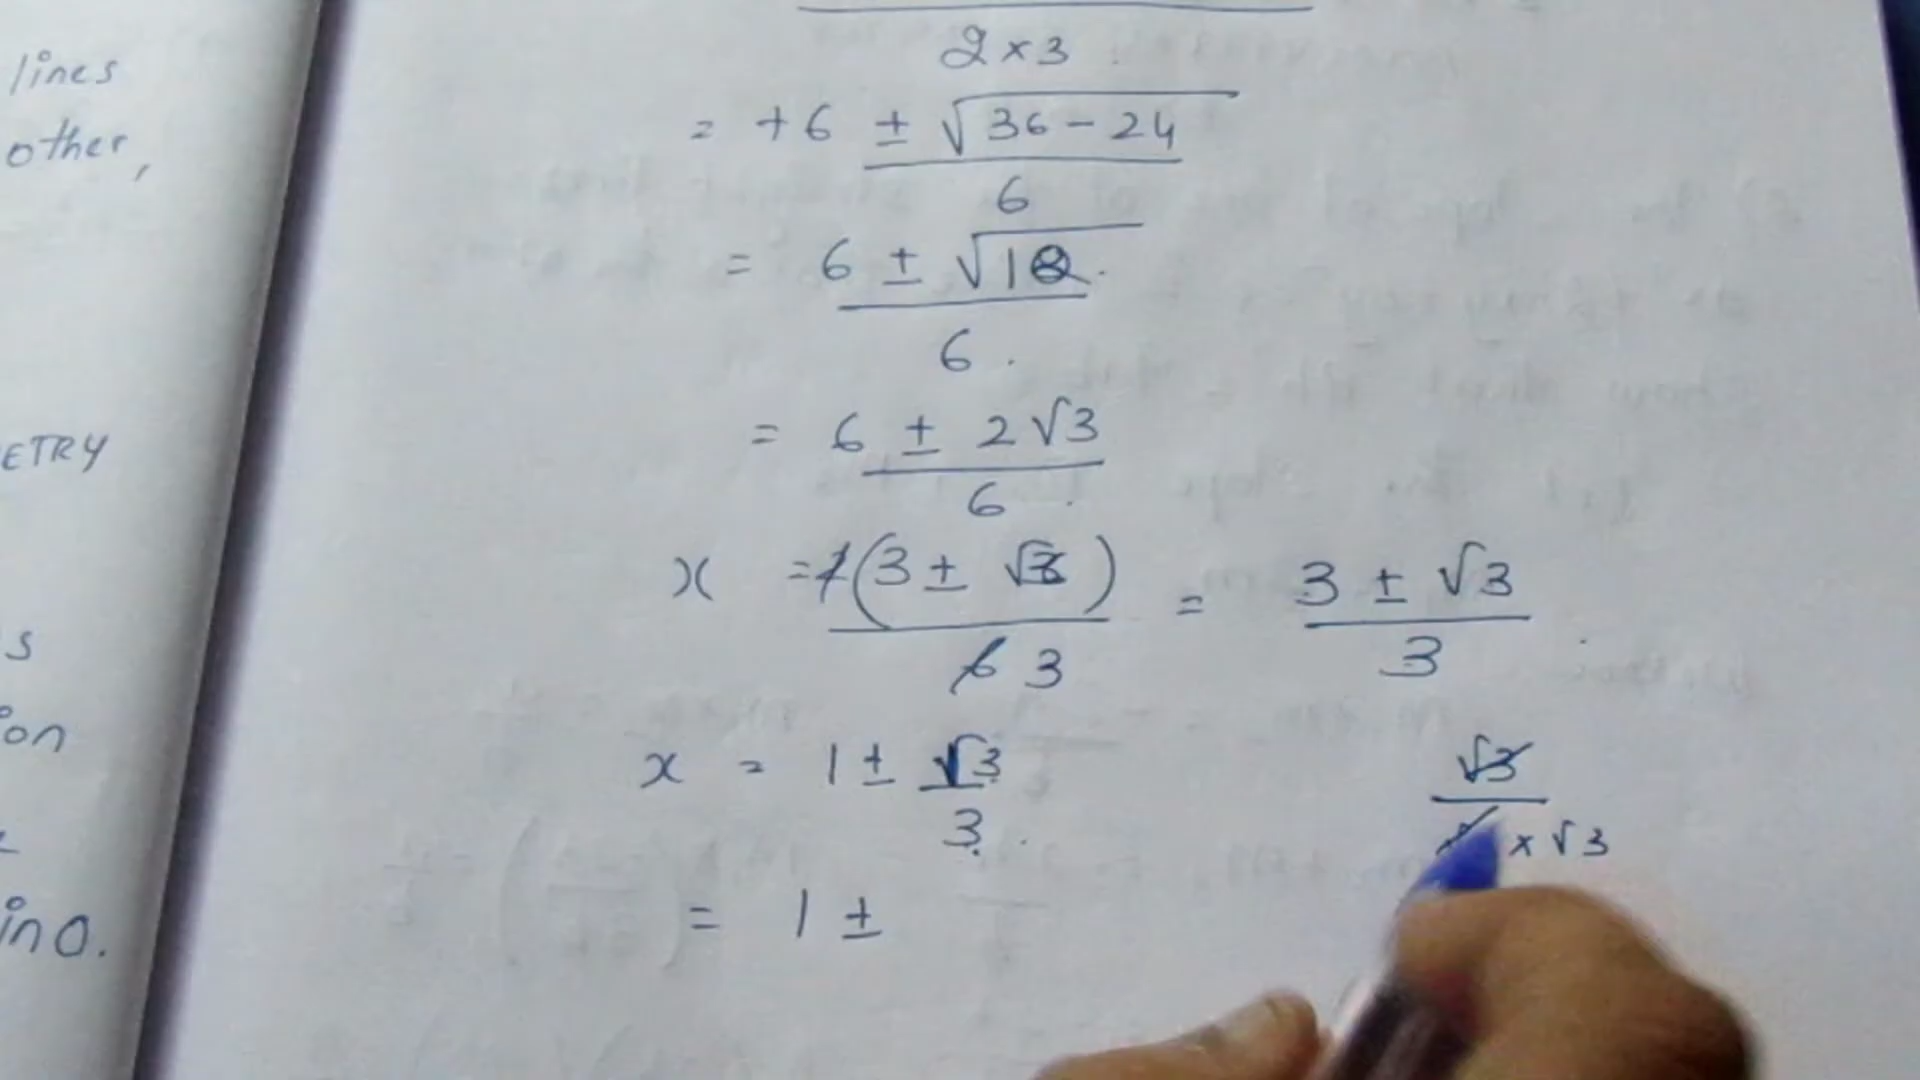 lines
other,
ETRY
s
ion
in 0.
2 × 3
= +6 ± √36 - 24
6
= 6 ± √12.
6.
= 6 ± 2√3
6
x = 2(3 ± √3) = 3 ± √3
6 3 3
x = 1 ± √3
3
√3
× √3
= 1 ±